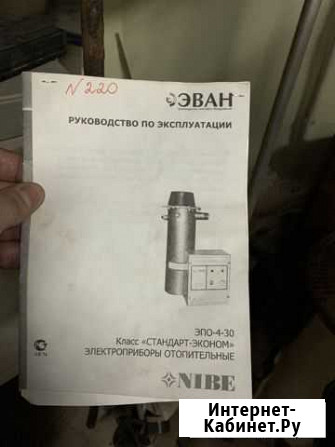 N 220
ЭВАН
РУКОВОДСТВО ПО ЭКСПЛУАТАЦИИ
ЭПО-4-30
Класс «СТАНДАРТ-ЭКОНОМ»
ЭЛЕКТРОПРИБОРЫ ОТОПИТЕЛЬНЫЕ
NIBE
Интернет-
Кабинет.Ру